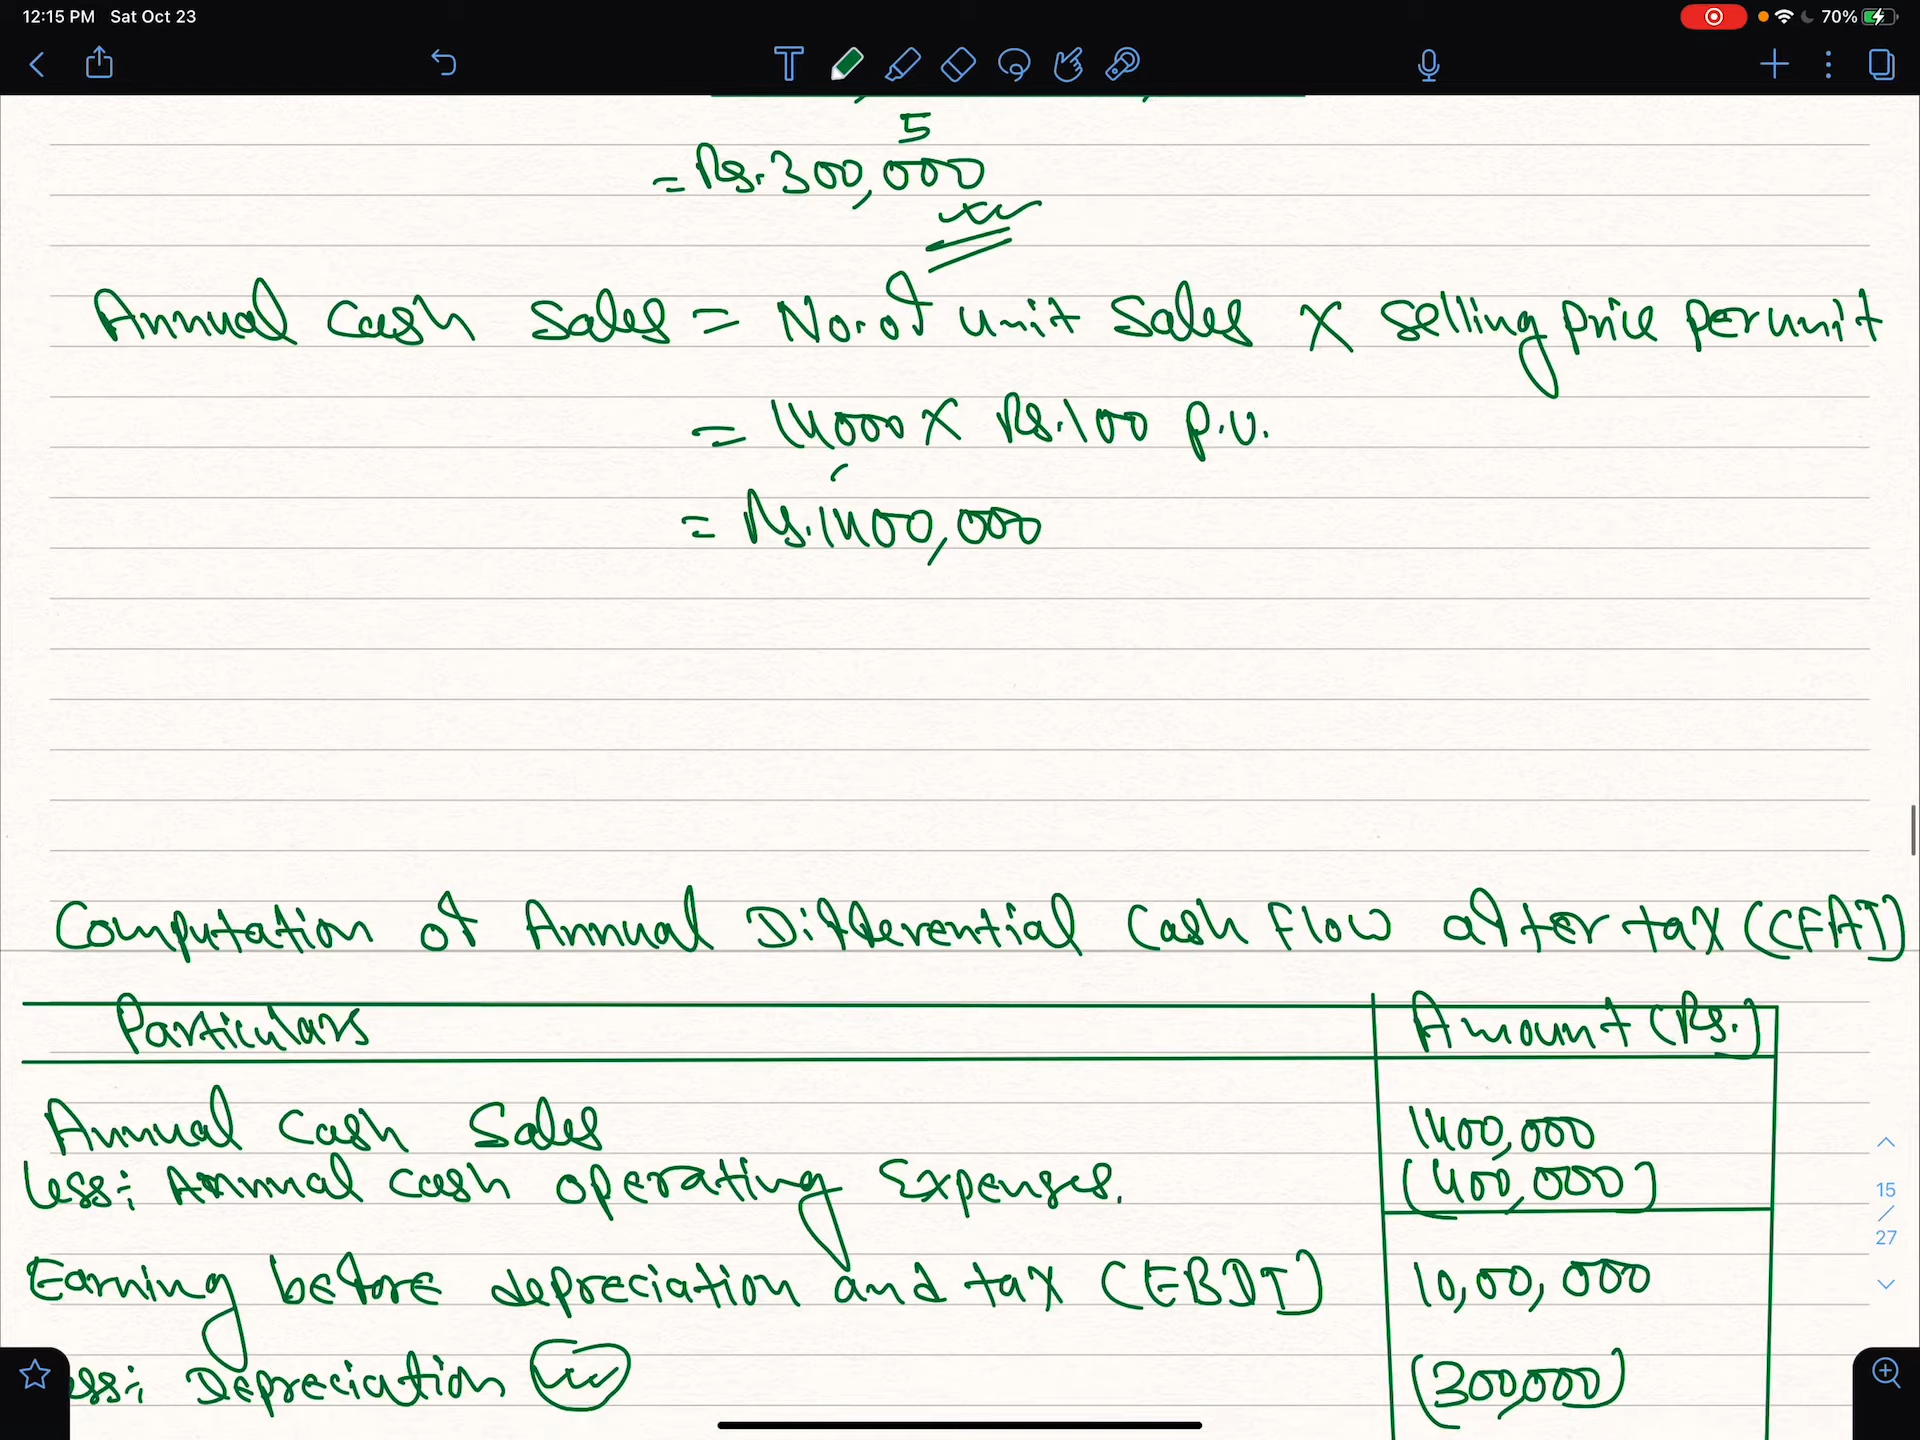 12:15 PM Sat Oct 23
70%
5
= Rs. 300,000
Annual Cash Sales = No. of unit Sales X Selling price per unit
= 14,000 X Rs. 100 p.u.
= Rs. 1400,000
Computation of Annual Differential Cash Flow after tax (CFAT)
Particulars Amount (Rs.)
Annual Cash Sales 1400,000
Less: Annual cash operating Expenses. (400,000)
Earning before depreciation and tax (EBDT) 10,00,000
ess: Depreciation (300,000)
15
/
27